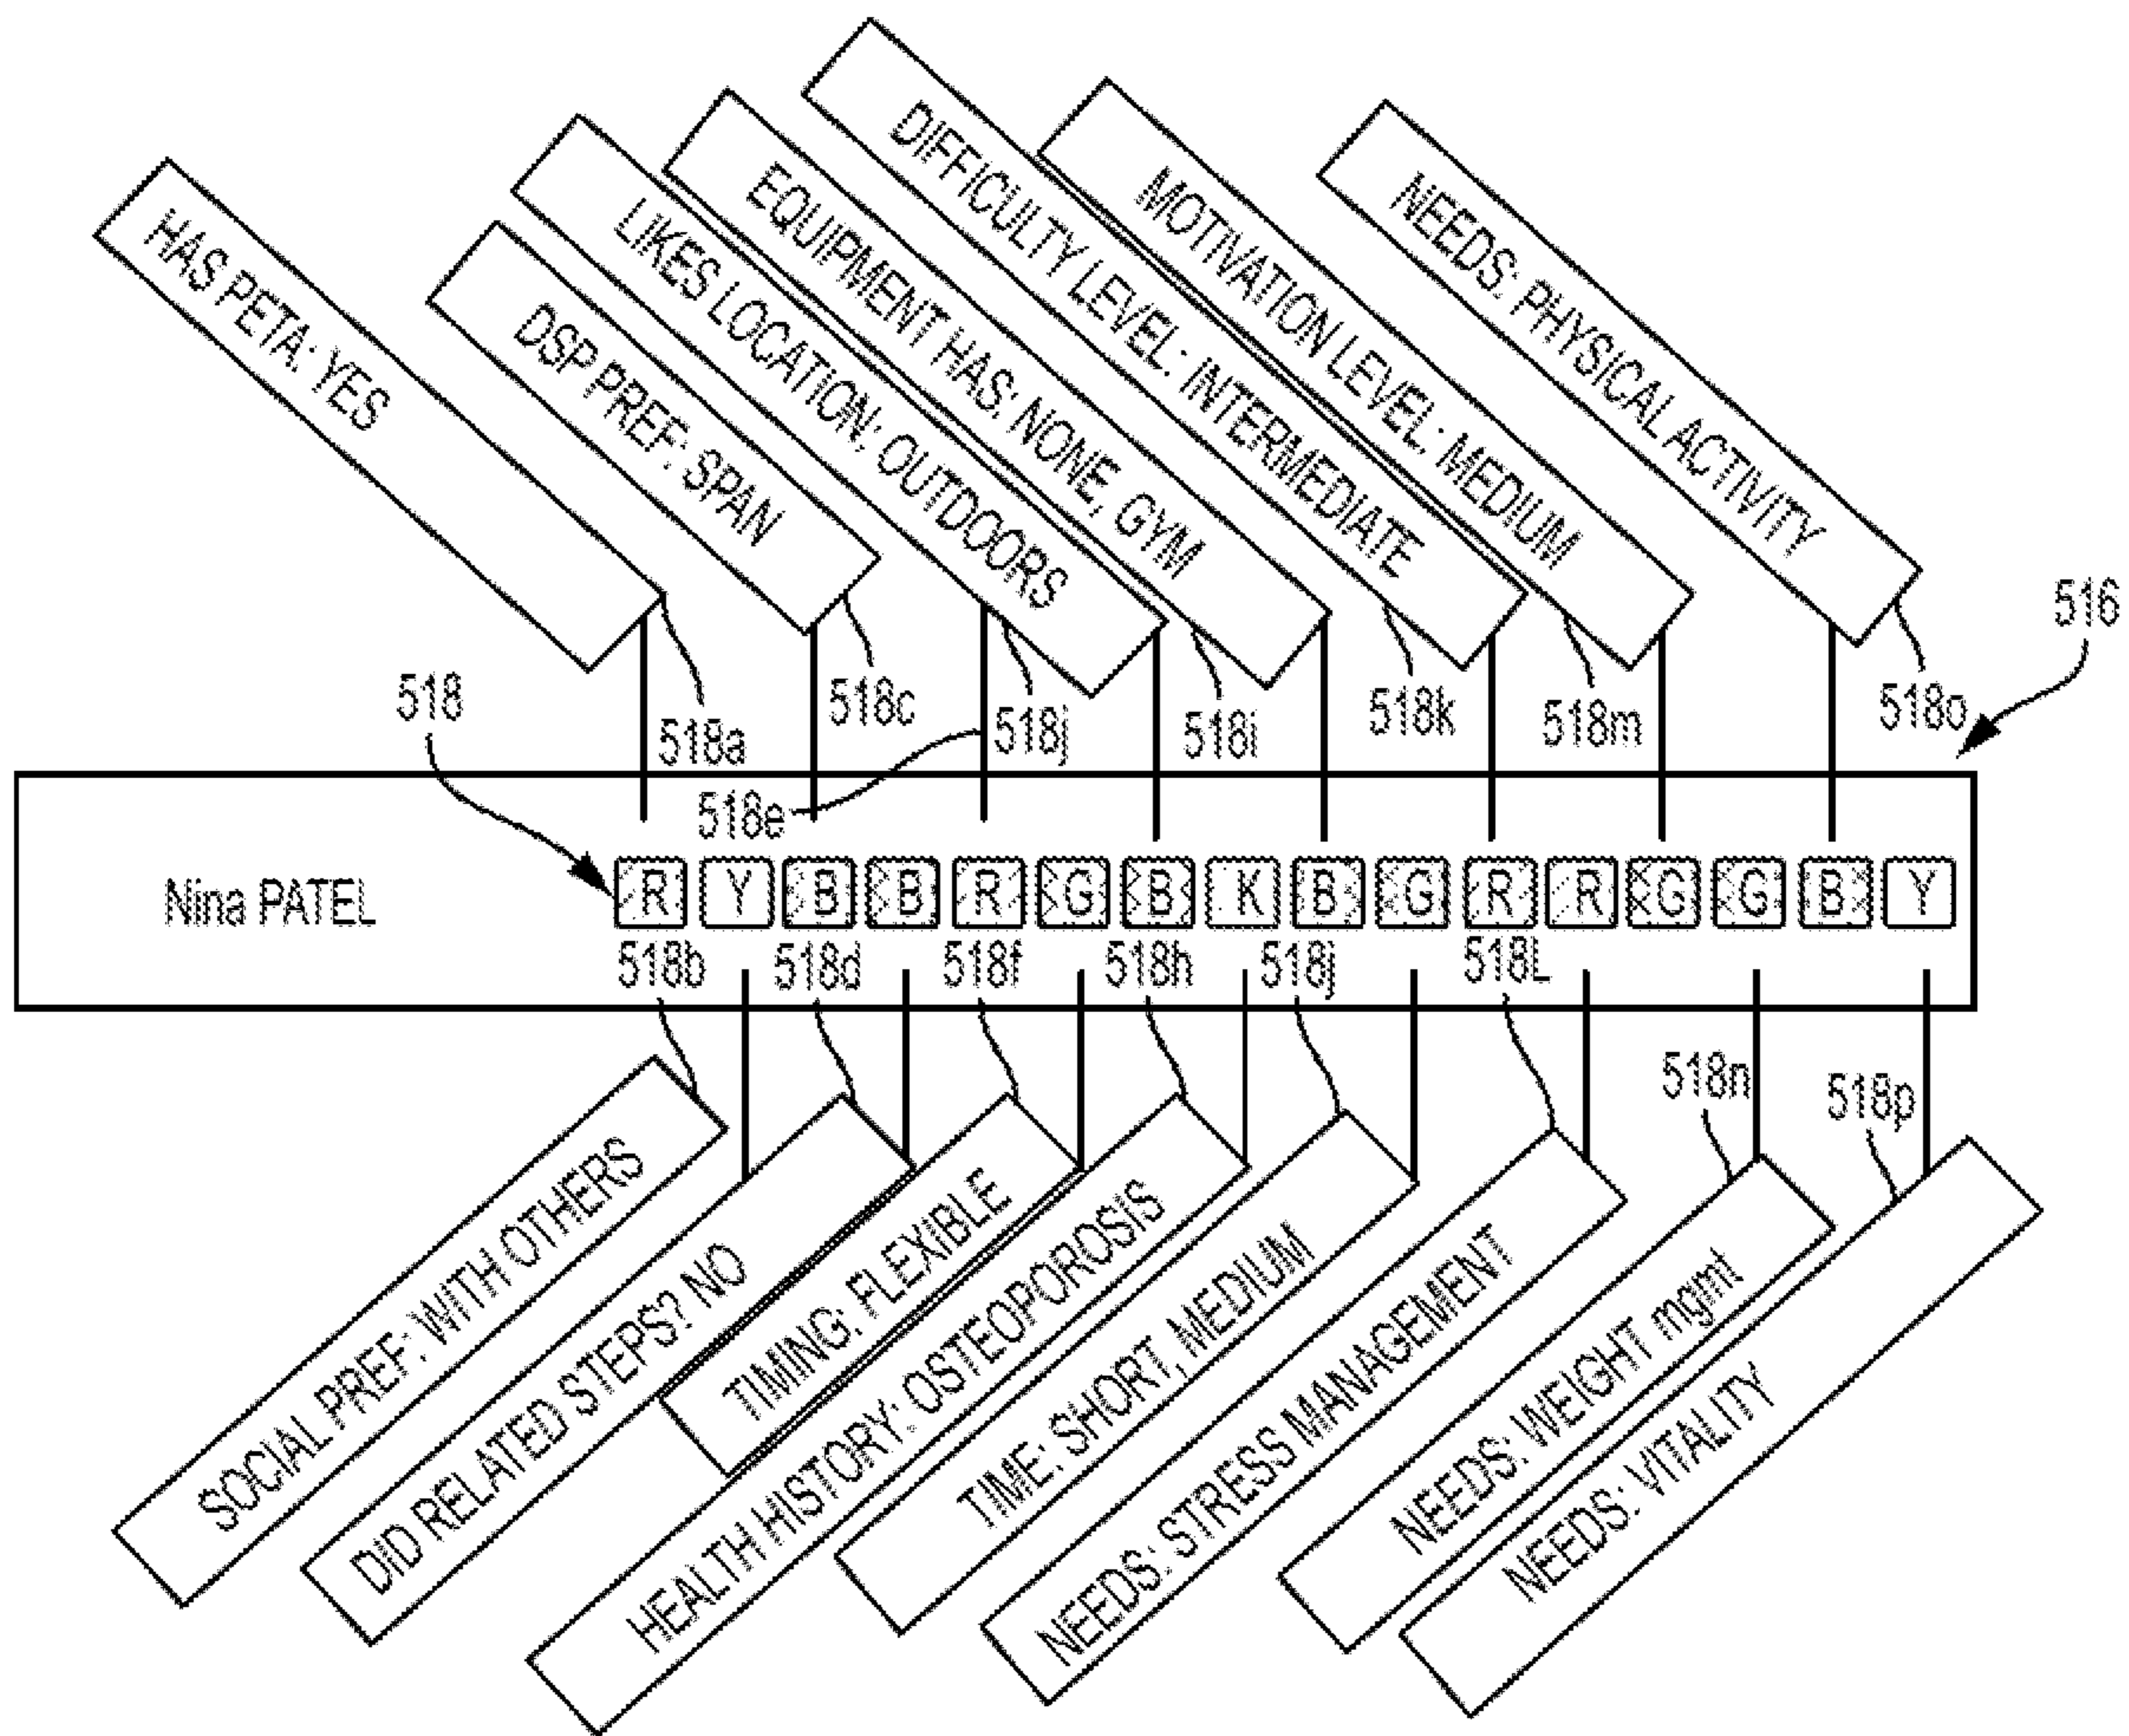 HAS PETA: YES
DSP PREF: SPAN
LIKES LOCATION: OUTDOORS
EQUIPMENT HAS: NONE, GYM
DIFFICULTY LEVEL: INTERMEDIATE
MOTIVATION LEVEL: MEDIUM
NEEDS: PHYSICAL ACTIVITY
516
518
518a
518c
518j
518i
518k
518m
518o
518e
Nina PATEL
R Y B B R G B K B G R R G G B Y
518b 518d 518f 518h 518j 518L
518n
518p
SOCIAL PREF: WITH OTHERS
DID RELATED STEPS? NO
TIMING: FLEXIBLE
HEALTH HISTORY: OSTEOPOROSIS
TIME: SHORT, MEDIUM
NEEDS: STRESS MANAGEMENT
NEEDS: WEIGHT mgmt
NEEDS: VITALITY